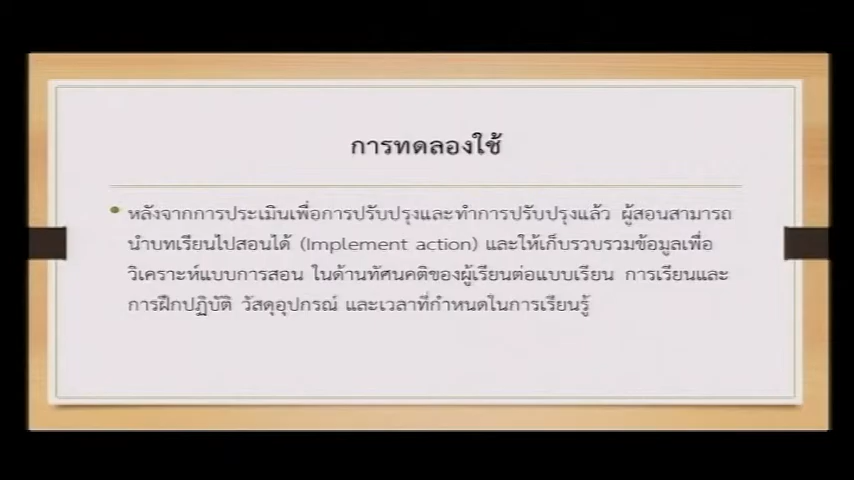 การทดลองใช้
• หลังจากการประเมินเพื่อการปรับปรุงและทำการปรับปรุงแล้ว ผู้สอนสามารถ
นำบทเรียนไปสอนได้ (Implement action) และให้เก็บรวบรวมข้อมูลเพื่อ
วิเคราะห์แบบการสอน ในด้านทัศนคติของผู้เรียนต่อแบบเรียน การเรียนและ
การฝึกปฏิบัติ วัสดุอุปกรณ์ และเวลาที่กำหนดในการเรียนรู้